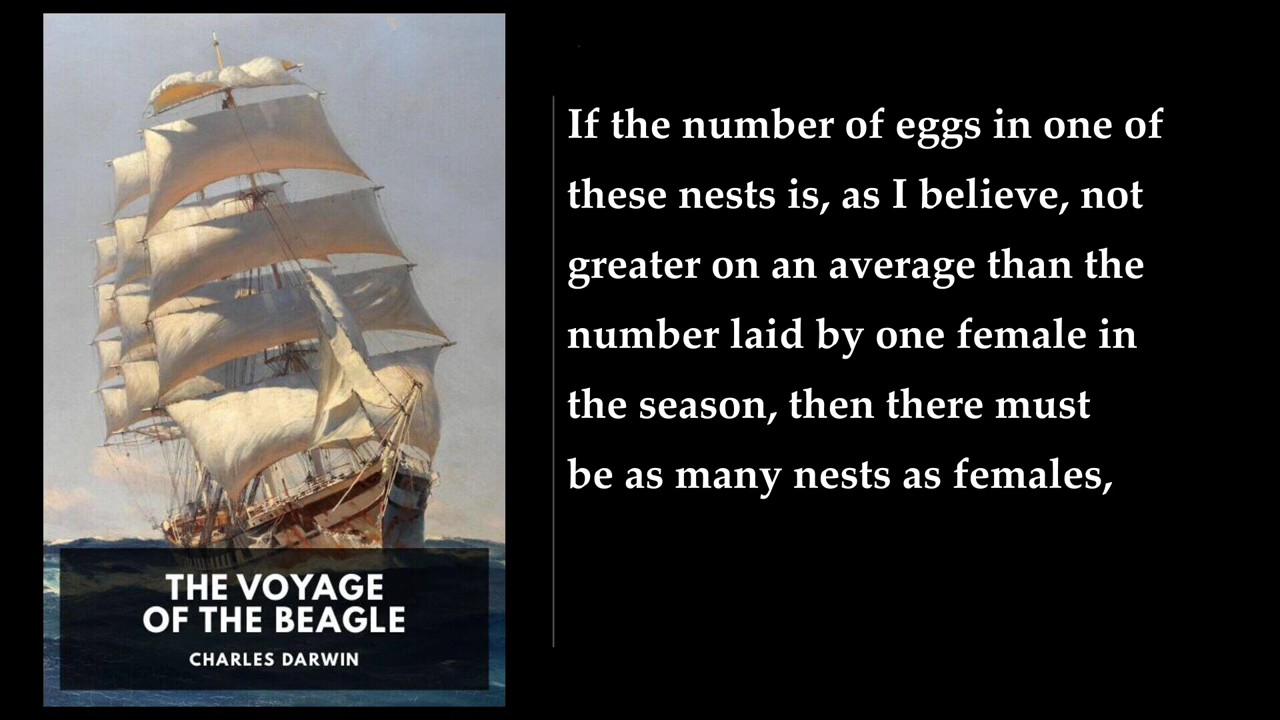 THE VOYAGE
OF THE BEAGLE
CHARLES DARWIN
If the number of eggs in one of
these nests is, as I believe, not
greater on an average than the
number laid by one female in
the season, then there must
be as many nests as females,